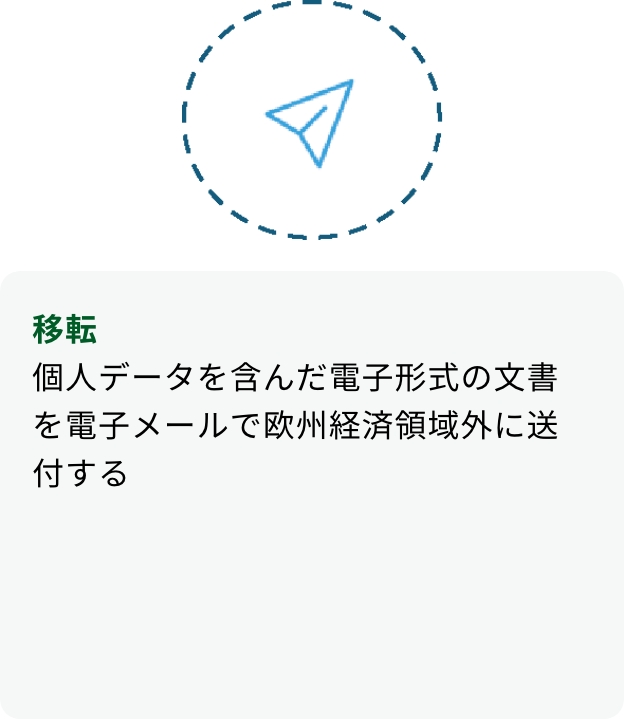 移転
個人データを含んだ電子形式の文書
を電子メールで欧州経済領域外に送
付する